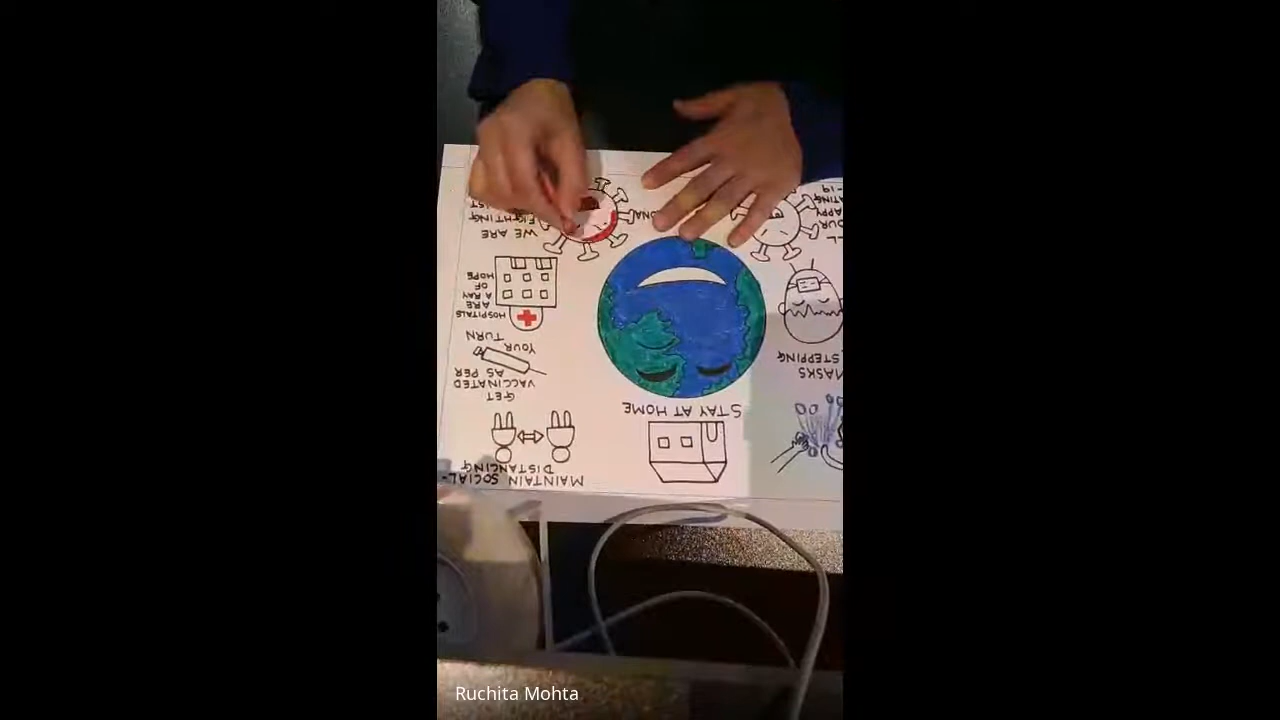 MAINTAIN SOCIAL-
DISTANCING
STAY AT HOME
GET
VACCINATED
AS PER
YOUR
TURN
MASKS
STEPPING
HOSPITALS
ARE
A RAY
OF
HOPE
WE ARE
FIGHTING
-19
Ruchita Mohta